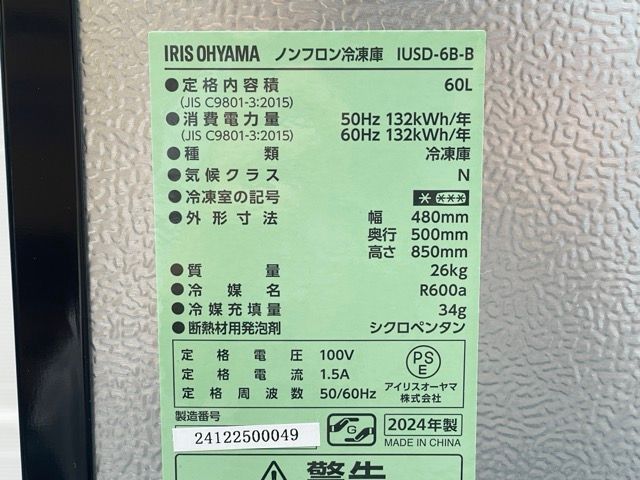 IRIS OHYAMA ノンフロン冷凍庫 IUSD-6B-B
●定格内容積 60L
(JIS C9801-3:2015)
●消費電力量 50Hz 132kWh/年
(JIS C9801-3:2015) 60Hz 132kWh/年
●種類 冷凍庫
●気候クラス N
●冷凍室の記号 * ***
●外形寸法 幅 480mm
奥行 500mm
高さ 850mm
●質量 26kg
●冷媒名 R600a
●冷媒充填量 34g
●断熱材用発泡剤 シクロペンタン
定格電圧 100V
定格電流 1.5A
定格周波数 50/60Hz
PSE
アイリスオーヤマ
株式会社
製造番号
24122500049
G
2024年製
MADE IN CHINA
警告